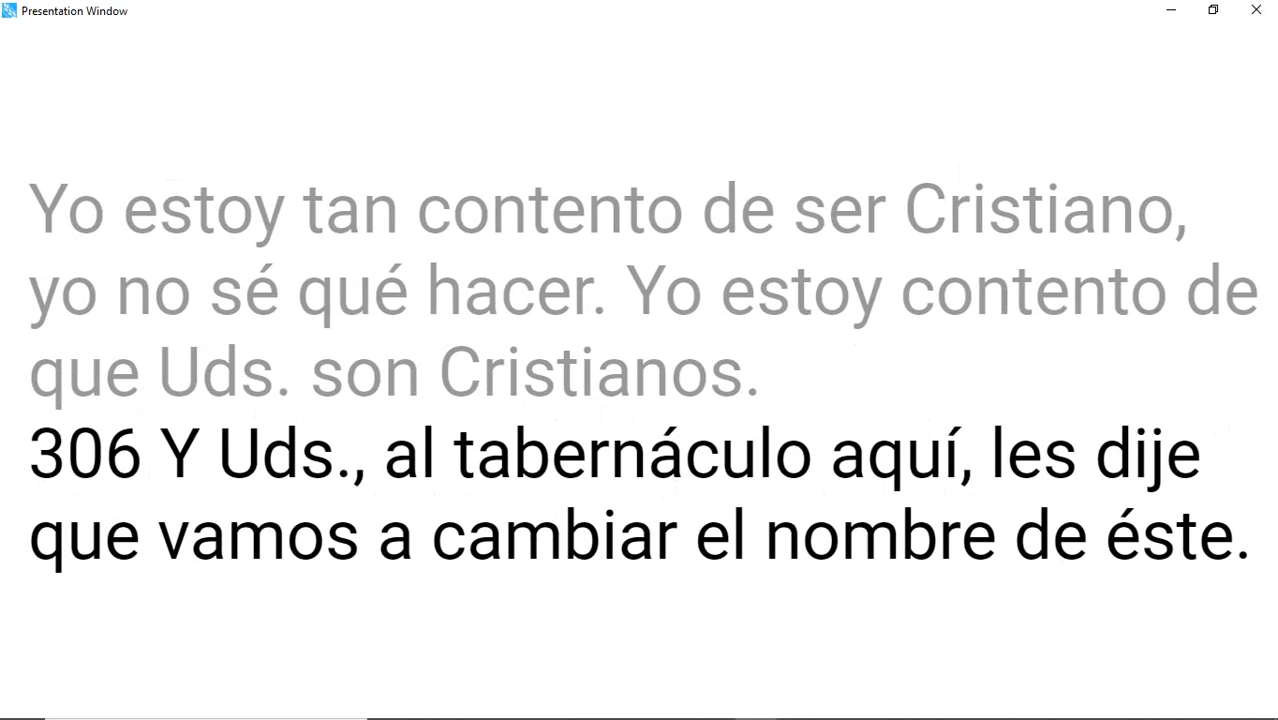 Presentation Window
Yo estoy tan contento de ser Cristiano,
yo no sé qué hacer. Yo estoy contento de
que Uds. son Cristianos.
306 Y Uds., al tabernáculo aquí, les dije
que vamos a cambiar el nombre de éste.